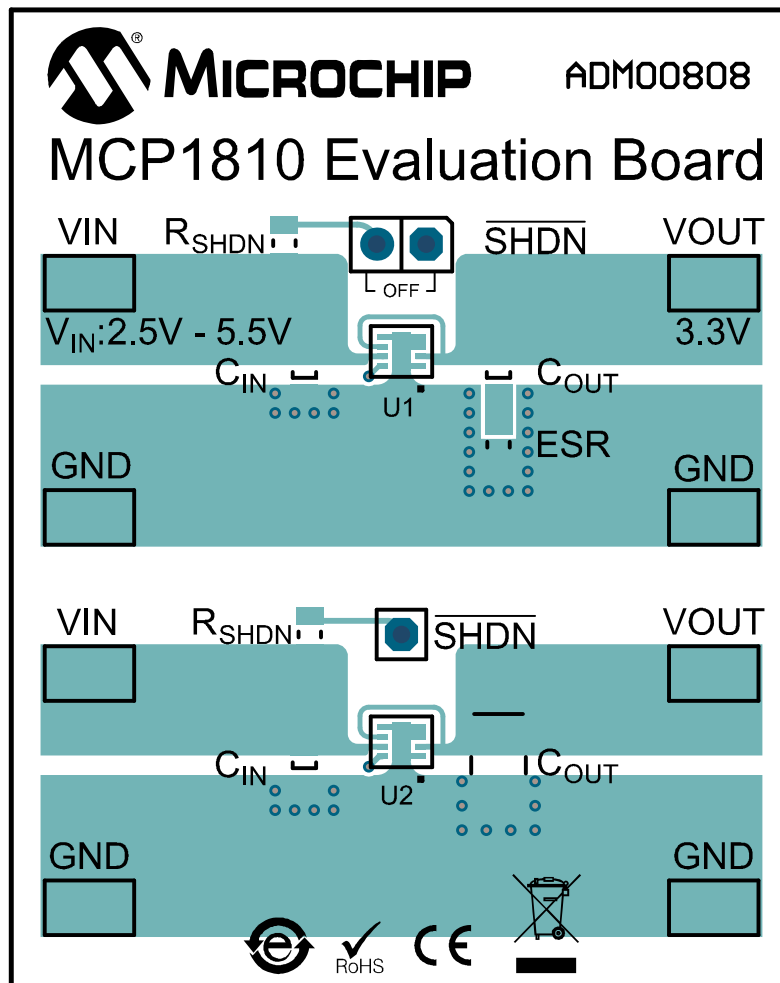 ® MICROCHIP ADM00808
MCP1810 Evaluation Board
VIN RSHDN SHDN VOUT
OFF
VIN:2.5V - 5.5V 3.3V
CIN COUT
U1
ESR
GND GND
VIN RSHDN SHDN VOUT
CIN COUT
U2
GND GND
e RoHS CE